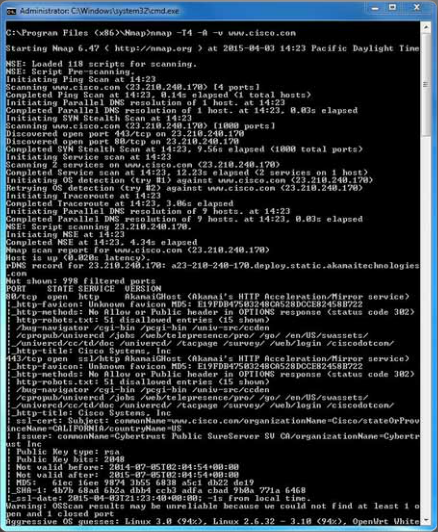 Administrator: C:\Windows\system32\cmd.exe
C:\Program Files (x86)\Nmap>nmap -T4 -A -v www.cisco.com
Starting Nmap 6.47 ( http://nmap.org ) at 2015-04-03 14:23 Pacific Daylight Time
NSE: Loaded 118 scripts for scanning.
NSE: Script Pre-scanning.
Initiating Ping Scan at 14:23
Scanning www.cisco.com (23.210.240.170) [4 ports]
Completed Ping Scan at 14:23, 0.14s elapsed (1 total hosts)
Initiating Parallel DNS resolution of 1 host. at 14:23
Completed Parallel DNS resolution of 1 host. at 14:23, 0.03s elapsed
Initiating SYN Stealth Scan at 14:23
Scanning www.cisco.com (23.210.240.170) [1000 ports]
Discovered open port 443/tcp on 23.210.240.170
Discovered open port 80/tcp on 23.210.240.170
Completed SYN Stealth Scan at 14:23, 9.56s elapsed (1000 total ports)
Initiating Service scan at 14:23
Scanning 2 services on www.cisco.com (23.210.240.170)
Completed Service scan at 14:23, 12.23s elapsed (2 services on 1 host)
Initiating OS detection (try #1) against www.cisco.com (23.210.240.170)
Retrying OS detection (try #2) against www.cisco.com (23.210.240.170)
Initiating Traceroute at 14:23
Completed Traceroute at 14:23, 3.06s elapsed
Initiating Parallel DNS resolution of 9 hosts. at 14:23
Completed Parallel DNS resolution of 9 hosts. at 14:23, 0.03s elapsed
NSE: Script scanning 23.210.240.170.
Initiating NSE at 14:23
Completed NSE at 14:23, 4.34s elapsed
Nmap scan report for www.cisco.com (23.210.240.170)
Host is up (0.020s latency).
rDNS record for 23.210.240.170: a23-210-240-170.deploy.static.akamaitechnologies
.com
Not shown: 998 filtered ports
PORT STATE SERVICE VERSION
80/tcp open http AkamaiGHost (Akamai's HTTP Acceleration/Mirror service)
|_http-favicon: Unknown favicon MD5: E19FDB47503248CA528DCCE82458B722
|_http-methods: No Allow or Public header in OPTIONS response (status code 302)
| http-robots.txt: 51 disallowed entries (15 shown)
| /bug-navigator /cgi-bin /pcgi-bin /univ-src/ccden
| /cpropub/univercd /jobs /web/telepresence/pro/ /go/ /en/US/swassets/
|_/univercd/cc/td/doc /univercd/ /tacpage /survey/ /web/login /ciscodotcom/
|_http-title: Cisco Systems, Inc
443/tcp open ssl/http AkamaiGHost (Akamai's HTTP Acceleration/Mirror service)
|_http-favicon: Unknown favicon MD5: E19FDB47503248CA528DCCE82458B722
|_http-methods: No Allow or Public header in OPTIONS response (status code 302)
| http-robots.txt: 51 disallowed entries (15 shown)
| /bug-navigator /cgi-bin /pcgi-bin /univ-src/ccden
| /cpropub/univercd /jobs /web/telepresence/pro/ /go/ /en/US/swassets/
|_/univercd/cc/td/doc /univercd/ /tacpage /survey/ /web/login /ciscodotcom/
|_http-title: Cisco Systems, Inc
| ssl-cert: Subject: commonName=www.cisco.com/organizationName=/stateOrProv
inceName=CALIFORNIA/countryName=US
| Issuer: commonName=Cybertrust Public SureServer SV CA/organizationName=Cybertr
ust Inc
| Public Key type: rsa
| Public Key bits: 2048
| Not valid before: 2014-07-05T02:04:54+00:00
| Not valid after: 2015-07-05T02:04:54+00:00
| MD5: 61ec 16ee 9874 3b55 6838 a5c1 db22 de19
|_SHA-1: 4b7b 68ad 6b2a dbb4 ccb3 adfa cbad 9b0a 771a 6468
|_ssl-date: 2015-04-03T21:23:40+00:00; -1s from local time.
Warning: OSScan results may be unreliable because we could not find at least 1 o
pen and 1 closed port
Aggressive OS guesses: Linux 3.0 (94%), Linux 2.6.32 - 3.10 (94%), OpenWrt White